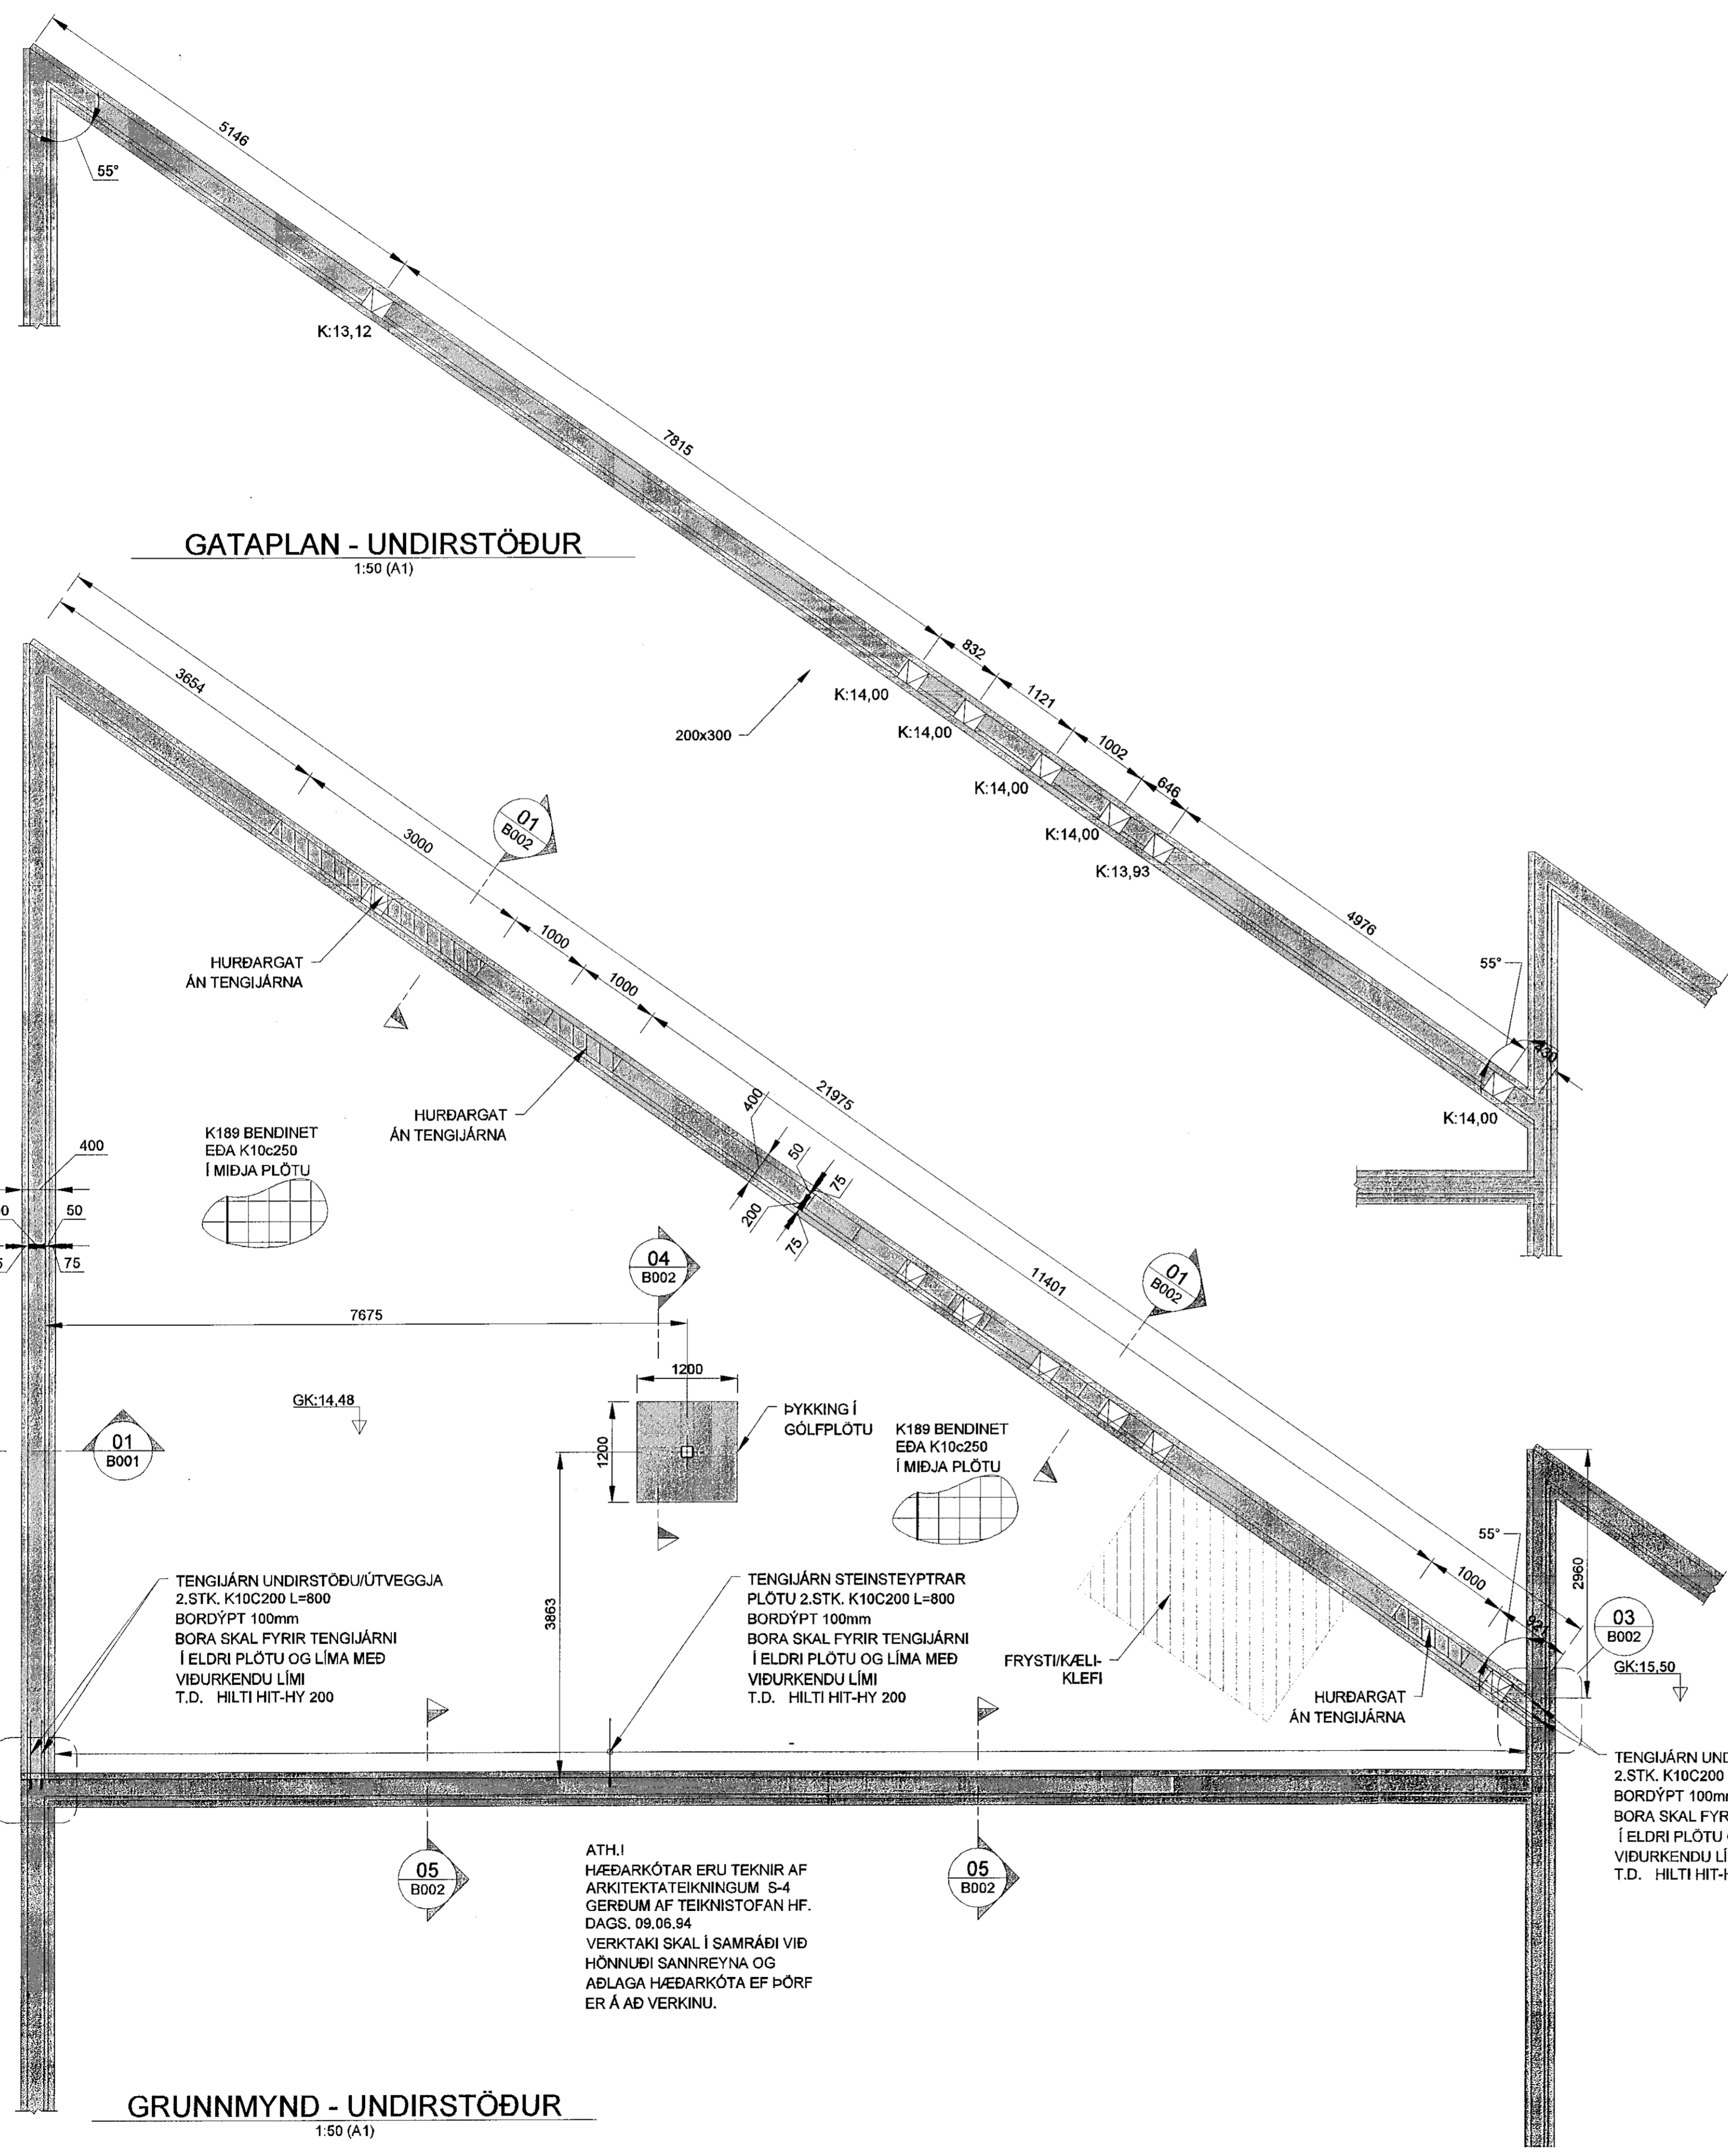 5146
55°
K:13,12
7815
GATAPLAN - UNDIRSTÖÐUR
1:50 (A1)
832
1121
1002
646
K:14,00
K:14,00
K:14,00
K:14,00
K:13,93
200x300
4976
55°
430
K:14,00
3654
3000
1000
1000
21975
11401
1000
01
B002
HURÐARGAT
ÁN TENGIJÁRNA
HURÐARGAT
ÁN TENGIJÁRNA
400
50
75
200
75
K189 BENDINET
EÐA K10c250
Í MIÐJA PLÖTU
400
50
75
04
B002
01
B002
7675
1200
1200
GK:14,48
01
B001
ÞYKKING Í
GÓLFPLÖTU
K189 BENDINET
EÐA K10c250
Í MIÐJA PLÖTU
3863
55°
2960
03
B002
GK:15,50
TENGIJÁRN UNDIRSTÖÐU/ÚTVEGGJA
2.STK. K10C200 L=800
BORDÝPT 100mm
BORA SKAL FYRIR TENGIJÁRNI
Í ELDRI PLÖTU OG LÍMA MEÐ
VIÐURKENDU LÍMI
T.D. HILTI HIT-HY 200
TENGIJÁRN STEINSTEYPTRAR
PLÖTU 2.STK. K10C200 L=800
BORDÝPT 100mm
BORA SKAL FYRIR TENGIJÁRNI
Í ELDRI PLÖTU OG LÍMA MEÐ
VIÐURKENDU LÍMI
T.D. HILTI HIT-HY 200
FRYSTI/KÆLI-
KLEFI
HURÐARGAT
ÁN TENGIJÁRNA
TENGIJÁRN
2.STK. K10C200
BORDÝPT
BORA SKAL
Í ELDRI PLÖTU
T.D. HILTI
05
B002
05
B002
ATH.!
HÆÐARKÓTAR ERU TEKNIR AF
ARKITEKTATEIKNINGUM S-4
GERÐUM AF TEIKNISTOFAN HF.
DAGS. 09.06.94
VERKTAKI SKAL Í SAMRÁÐI VIÐ
HÖNNUÐI SANNREYNA OG
AÐLAGA HÆÐARKÓTA EF ÞÖRF
ER Á AÐ VERKINU.
GRUNNMYND - UNDIRSTÖÐUR
1:50 (A1)